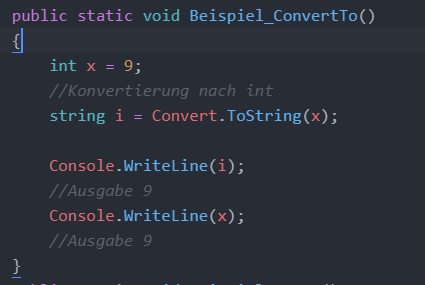 public static void Beispiel_ConvertTo()
{
int x = 9;
//Konvertierung nach int
string i = Convert.ToString(x);
Console.WriteLine(i);
//Ausgabe 9
Console.WriteLine(x);
//Ausgabe 9
}